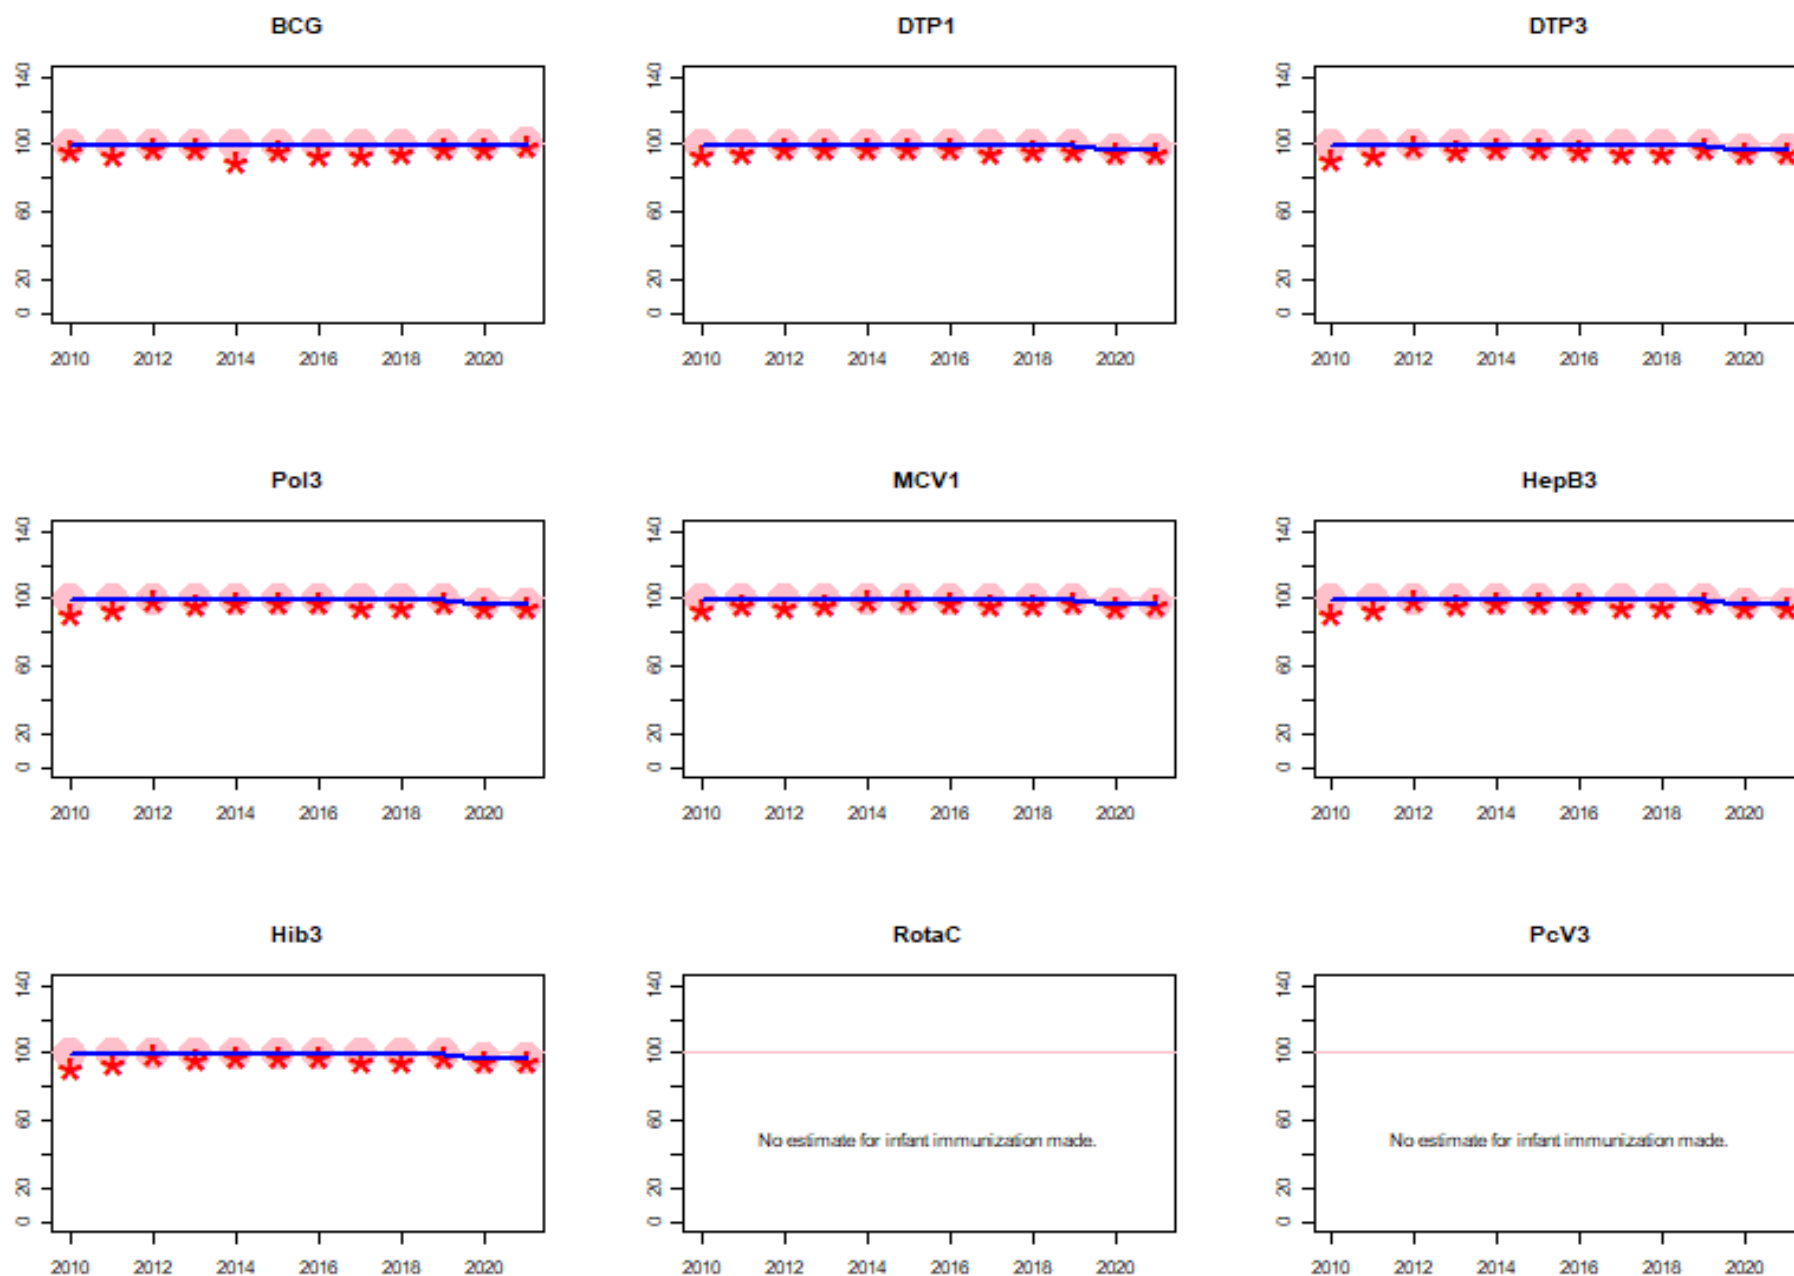 BCG DTP1 DTP3
140 140 140
100 100 100
60 60 60
20 20 20
0 0 0
2010 2012 2014 2016 2018 2020 2010 2012 2014 2016 2018 2020 2010 2012 2014 2016 2018 2020
Pol3 MCV1 HepB3
140 140 140
100 100 100
60 60 60
20 20 20
0 0 0
2010 2012 2014 2016 2018 2020 2010 2012 2014 2016 2018 2020 2010 2012 2014 2016 2018 2020
Hib3 RotaC PcV3
140 140 140
100 100 100
60 60 60
No estimate for infant immunization made. No estimate for infant immunization made.
20 20 20
0 0 0
2010 2012 2014 2016 2018 2020 2010 2012 2014 2016 2018 2020 2010 2012 2014 2016 2018 2020